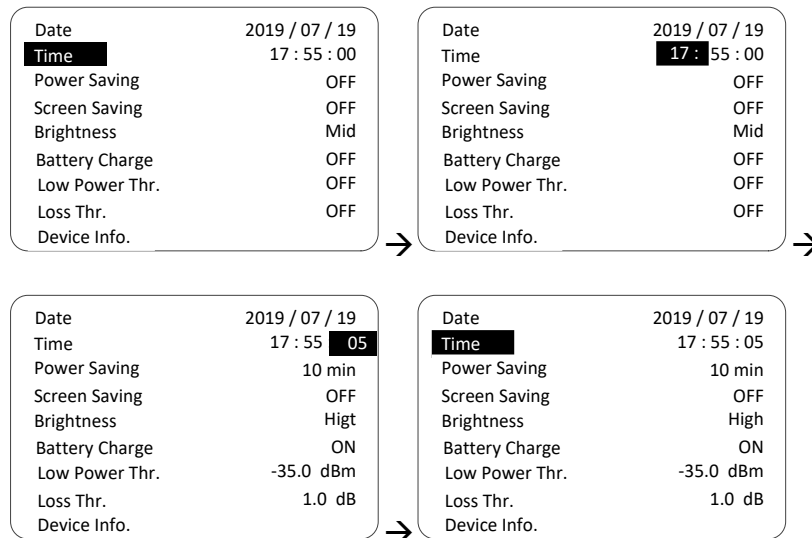 Date 2019 / 07 / 19
Time 17 : 55 : 00
Power Saving OFF
Screen Saving OFF
Brightness Mid
Battery Charge OFF
Low Power Thr. OFF
Loss Thr. OFF
Device Info.
→
Date 2019 / 07 / 19
Time 17 : 55 : 00
Power Saving OFF
Screen Saving OFF
Brightness Mid
Battery Charge OFF
Low Power Thr. OFF
Loss Thr. OFF
Device Info.
→
Date 2019 / 07 / 19
Time 17 : 55 05
Power Saving 10 min
Screen Saving OFF
Brightness Higt
Battery Charge ON
Low Power Thr. -35.0 dBm
Loss Thr. 1.0 dB
Device Info.
→
Date 2019 / 07 / 19
Time 17 : 55 : 05
Power Saving 10 min
Screen Saving OFF
Brightness High
Battery Charge ON
Low Power Thr. -35.0 dBm
Loss Thr. 1.0 dB
Device Info.